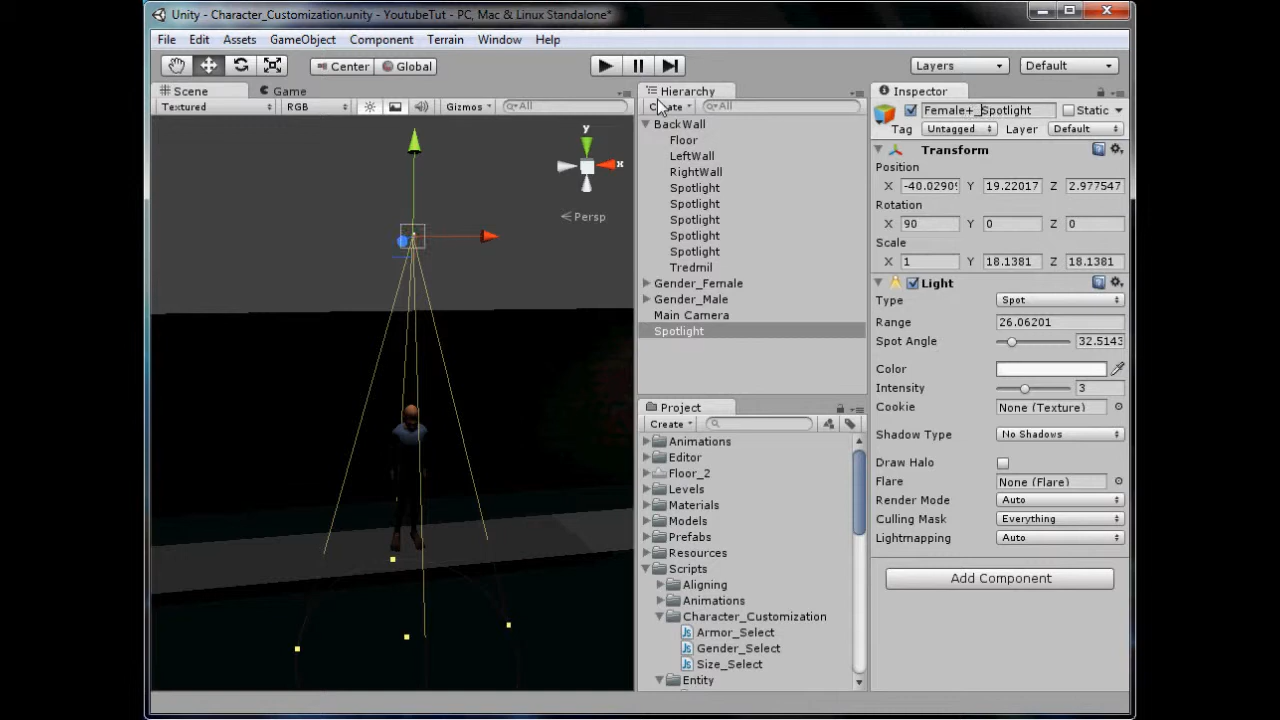 Unity - Character_Customization.unity - YoutubeTut - PC, Mac & Linux Standalone*
File Edit Assets GameObject Component Terrain Window Help
Center Global Layers Default
Scene Game
Textured RGB Gizmos All
y
x
Persp
Hierarchy
All
BackWall
Floor
LeftWall
RightWall
Spotlight
Spotlight
Spotlight
Spotlight
Spotlight
Tredmil
Gender_Female
Gender_Male
Main Camera
Spotlight
Project
Create
Animations
Editor
Floor_2
Levels
Materials
Models
Prefabs
Resources
Scripts
Aligning
Animations
Character_Customization
Armor_Select
Gender_Select
Size_Select
Entity
Inspector
Female+_Spotlight Static
Tag Untagged Layer Default
Transform
Position
X -40.0290 Y 19.22017 Z 2.977547
Rotation
X 90 Y 0 Z 0
Scale
X 1 Y 18.1381 Z 18.1381
Light
Type Spot
Range 26.06201
Spot Angle 32.5143
Color
Intensity 3
Cookie None (Texture)
Shadow Type No Shadows
Draw Halo
Flare None (Flare)
Render Mode Auto
Culling Mask Everything
Lightmapping Auto
Add Component